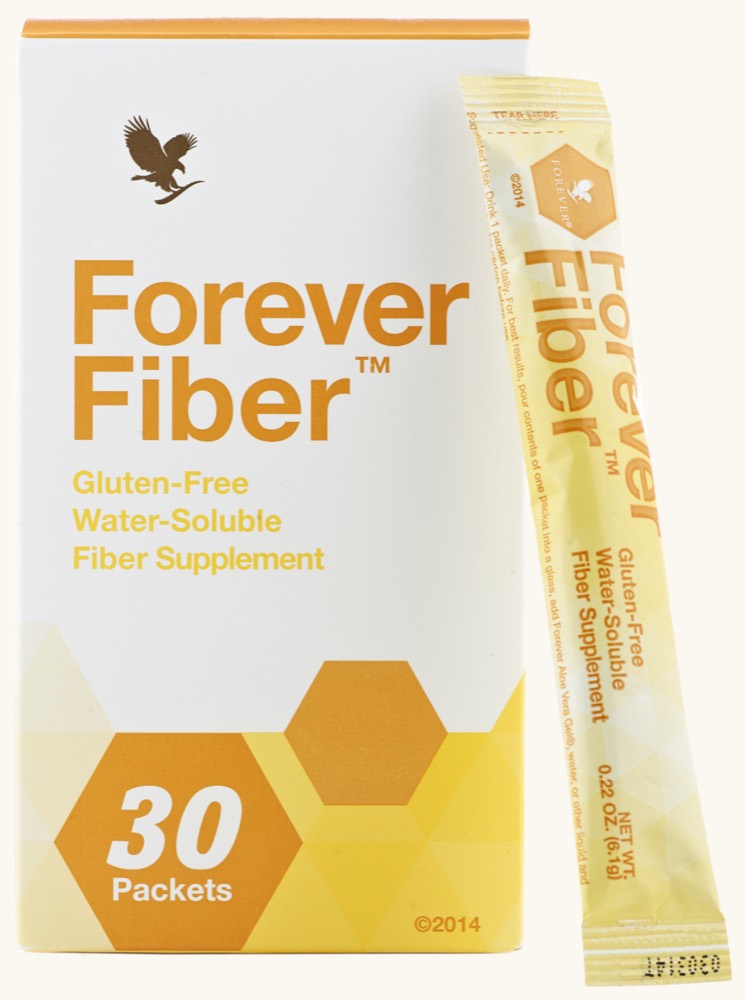 Forever
Fiber™
Gluten-Free
Water-Soluble
Fiber Supplement
30
Packets
©2014
TEAR HERE
©2014
FOREVER®
Forever
Fiber™
Gluten-Free
Water-Soluble
Fiber Supplement
NET WT.
0.22 OZ. (6.1g)
Suggested Use: Drink 1 packet daily. For best results, pour contents of one packet into a glass, add Forever Aloe Vera Gel®, water, or other liquid and